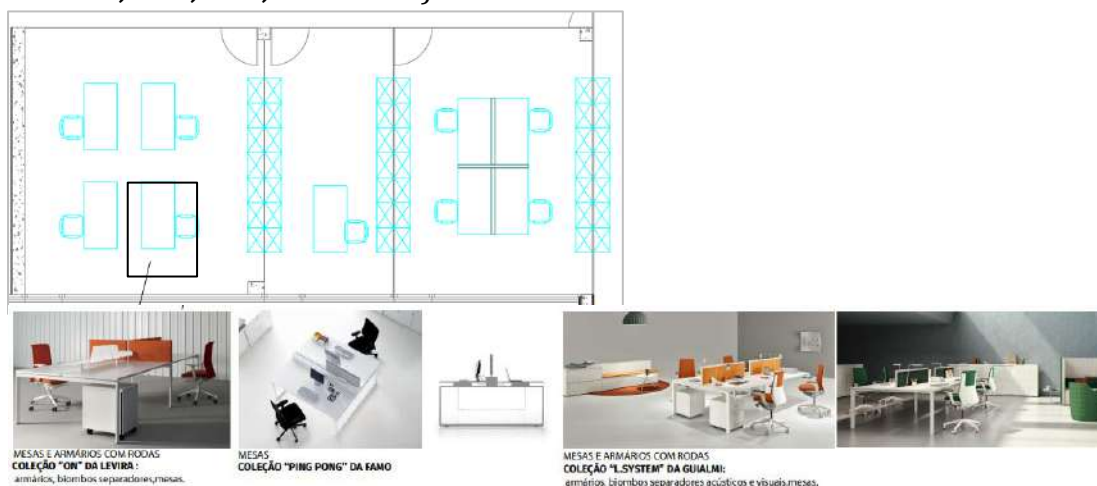 MESAS E ARMÁRIOS COM RODAS
COLEÇÃO "ON" DA LEVIRA :
armários, biombos separadores,mesas.
MESAS
COLEÇÃO "PING PONG" DA FAMO
MESAS E ARMÁRIOS COM RODAS
COLEÇÃO "L.SYSTEM" DA GUIALMI:
armários, biombos separadores acústicos e visuais,mesas.